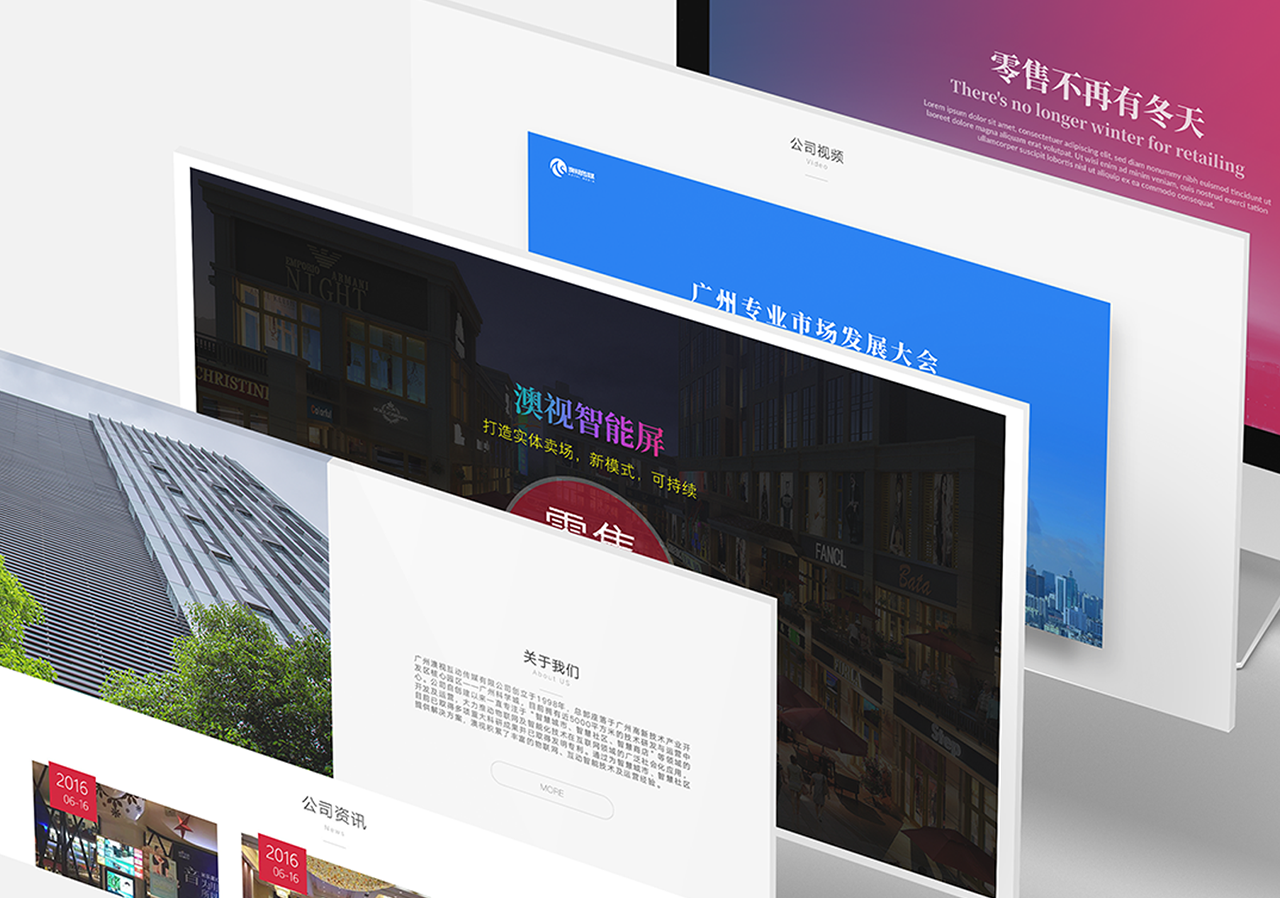 零售不再有冬天
There's no longer winter for retailing
Lorem ipsum dolor sit amet, consectetuer adipiscing elit, sed diam nonummy nibh euismod tincidunt ut
laoreet dolore magna aliquam erat volutpat. Ut wisi enim ad minim veniam, quis nostrud exerci tation
ullamcorper suscipit lobortis nisl ut aliquip ex ea commodo consequat.
公司视频
Video
广州专业市场发展大会
EMPORIO ARMANI
NIGHT
CHRISTINE
Colorful
澳视智能屏
打造实体卖场，新模式，可持续
零售
FANCL
Bata
关于我们
About US
广州澳视互动传媒有限公司创立于1998年，总部座落于广州高新技术产业开
发区核心园区——广州科学城，目前拥有近5000平方米的技术研发与运营中
心。公司自创建以来一直专注于“智慧城市、智慧社区、智慧商店”等领域的
开发及运营，大力推动物联网及智能化技术在互联网领域的广泛社会化应用，
目前已取得多项重大科研成果并已取得发明专利。通过为智慧城市、智慧社区
提供解决方案，澳视积累了丰富的物联网、互动智能技术及运营经验。
MORE
公司资讯
News
2016
06-16
2016
06-16